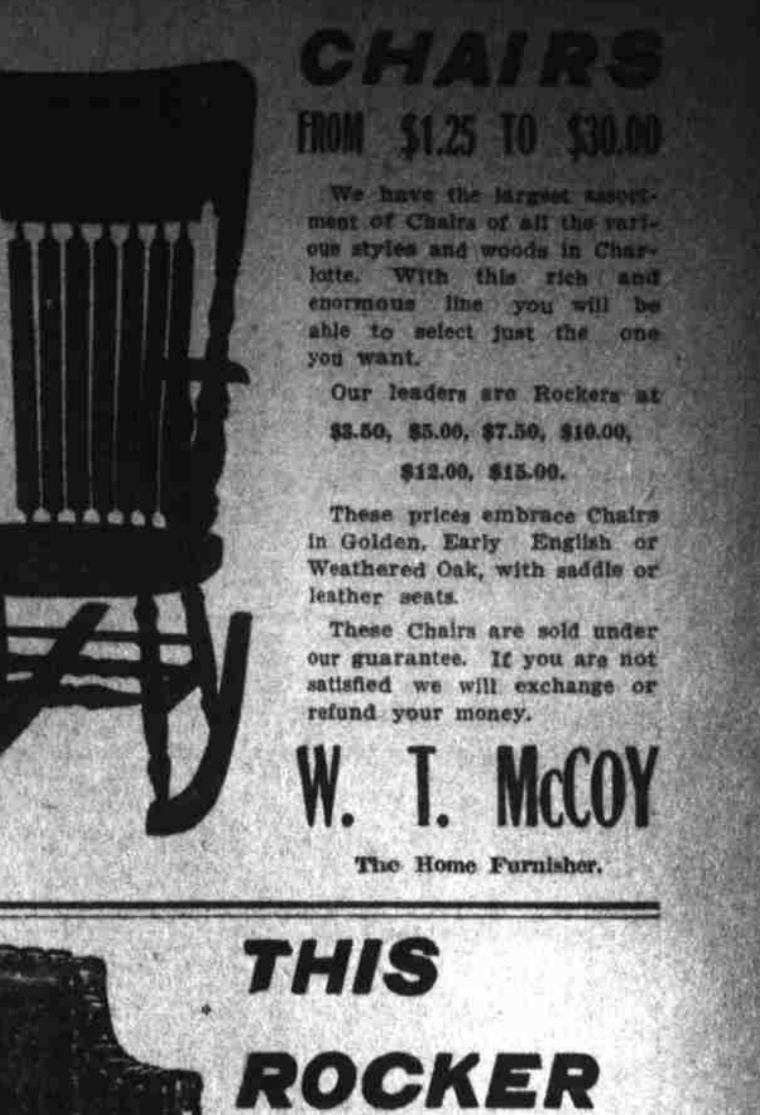 CHAIRS
FROM $1.25 TO $30.00
We have the largest assort-
ment of Chairs of all the vari-
ous styles and woods in Char-
lotte. With this rich and
enormous line you will be
able to select just the one
you want.
Our leaders are Rockers at
$3.50, $5.00, $7.50, $10.00,
$12.00, $15.00.
These prices embrace Chairs
in Golden, Early English or
Weathered Oak, with saddle or
leather seats.
These Chairs are sold under
our guarantee. If you are not
satisfied we will exchange or
refund your money.
W. T. McCOY
The Home Furnisher.
THIS
ROCKER